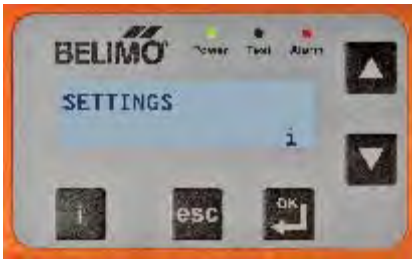 BELIMO
Power Test Alarm
SETTINGS
i
i esc OK